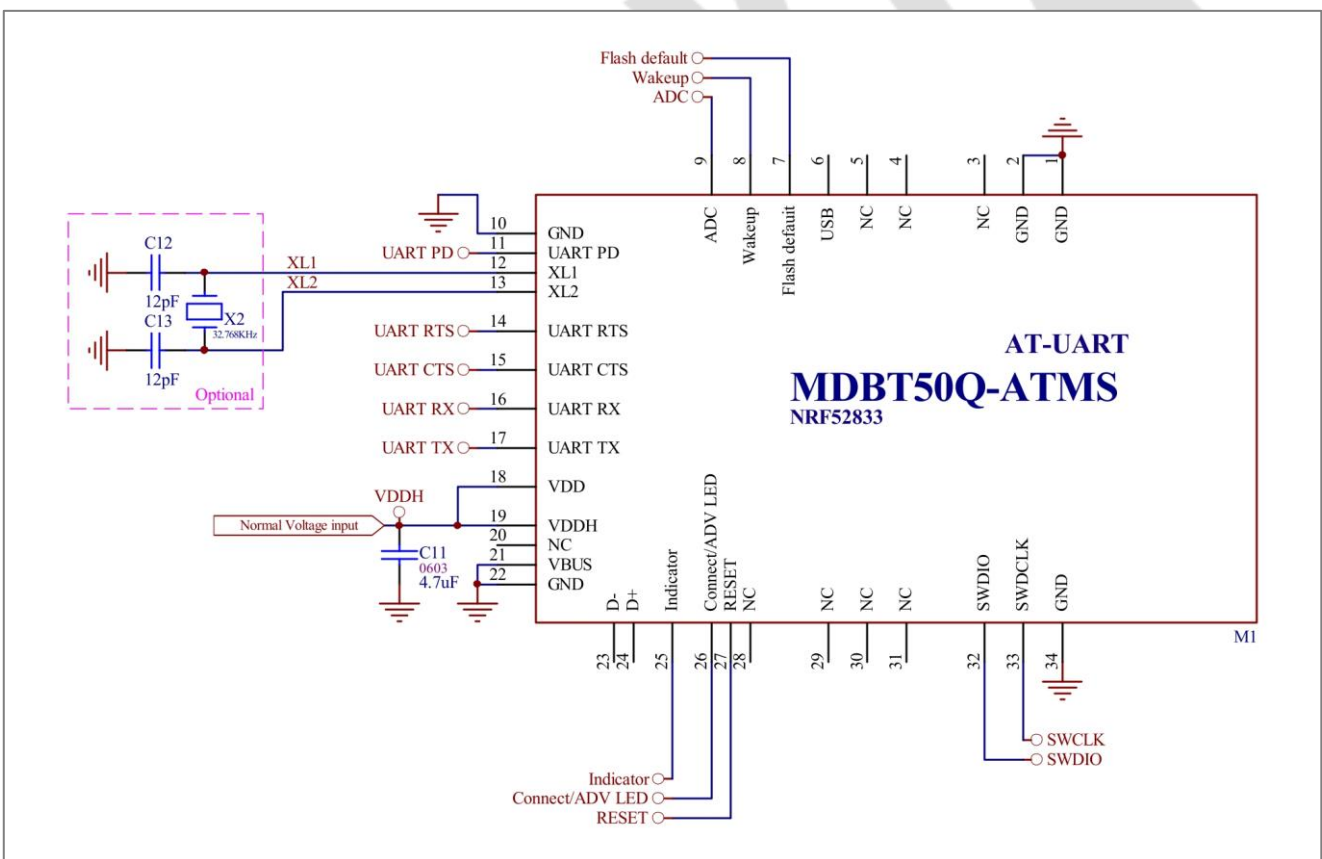 Flash default
Wakeup
ADC
9
8
7
6
5
4
3
2
1
ADC
Wakeup
Flash defauit
USB
NC
NC
NC
GND
GND
10 GND
UART PD 11 UART PD
C12 XL1 12 XL1
12pF XL2 13 XL2
X2
32.768KHz
C13
12pF
Optional
UART RTS 14 UART RTS
UART CTS 15 UART CTS
UART RX 16 UART RX
UART TX 17 UART TX
AT-UART
MDBT50Q-ATMS
NRF52833
18 VDD
VDDH
Normal Voltage input 19 VDDH
20 NC
C11 21 VBUS
0603 22 GND
4.7uF
D-
D+
Indicator
Connect/ADV LED
RESET
NC
NC
NC
NC
SWDIO
SWDCLK
GND
M1
23
24
25
26
27
28
29
30
31
32
33
34
SWCLK
SWDIO
Indicator
Connect/ADV LED
RESET